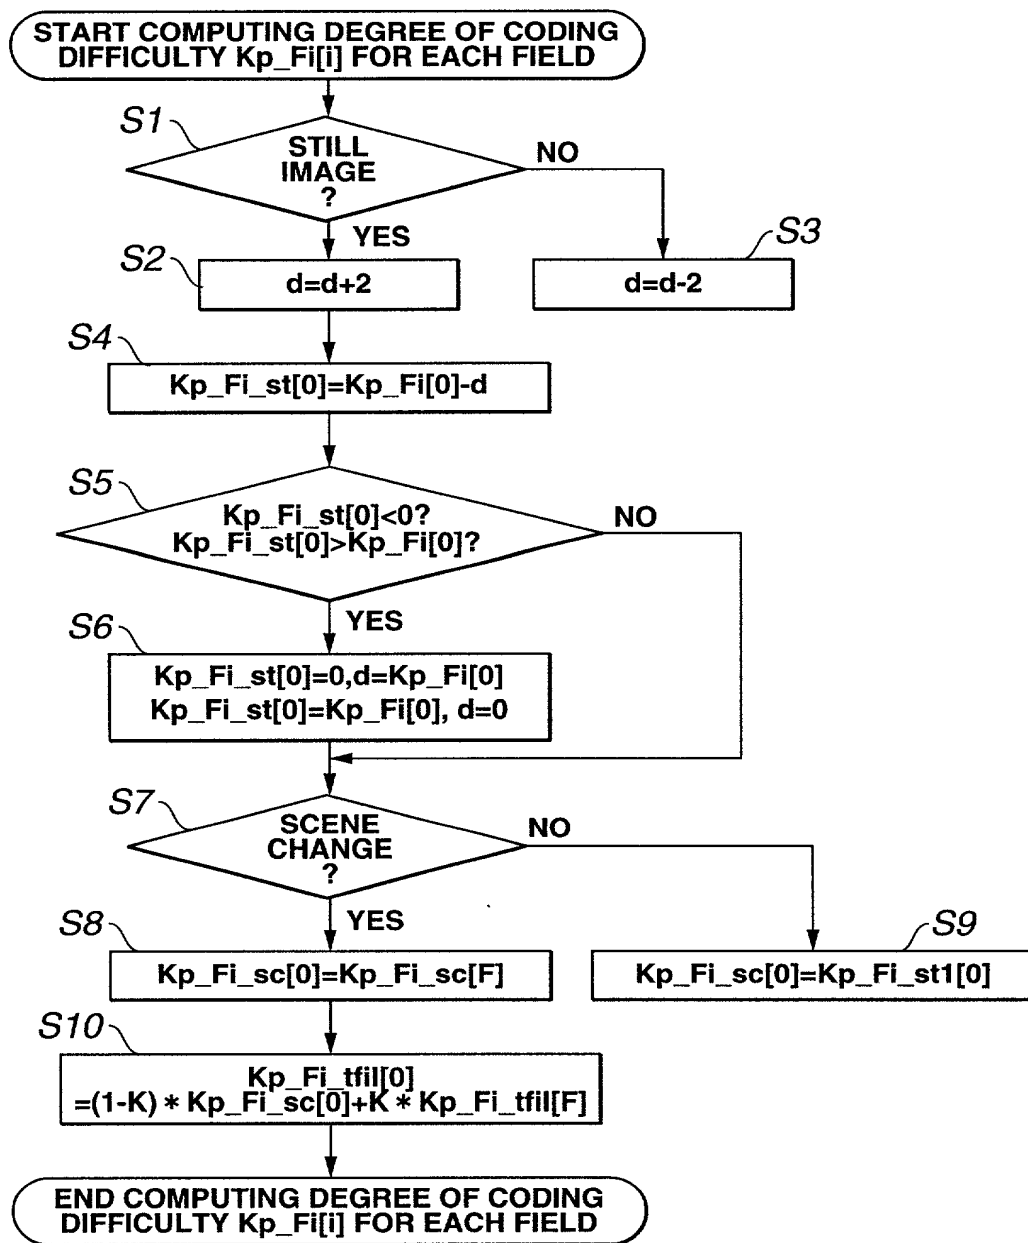 START COMPUTING DEGREE OF CODING
DIFFICULTY Kp_Fi[i] FOR EACH FIELD
S1
STILL
IMAGE
?
NO
YES
S2
d=d+2
S3
d=d-2
S4
Kp_Fi_st[0]=Kp_Fi[0]-d
S5
Kp_Fi_st[0]<0?
Kp_Fi_st[0]>Kp_Fi[0]?
NO
YES
S6
Kp_Fi_st[0]=0,d=Kp_Fi[0]
Kp_Fi_st[0]=Kp_Fi[0], d=0
S7
SCENE
CHANGE
?
NO
YES
S8
Kp_Fi_sc[0]=Kp_Fi_sc[F]
S9
Kp_Fi_sc[0]=Kp_Fi_st1[0]
S10
Kp_Fi_tfil[0]
=(1-K) * Kp_Fi_sc[0]+K * Kp_Fi_tfil[F]
END COMPUTING DEGREE OF CODING
DIFFICULTY Kp_Fi[i] FOR EACH FIELD